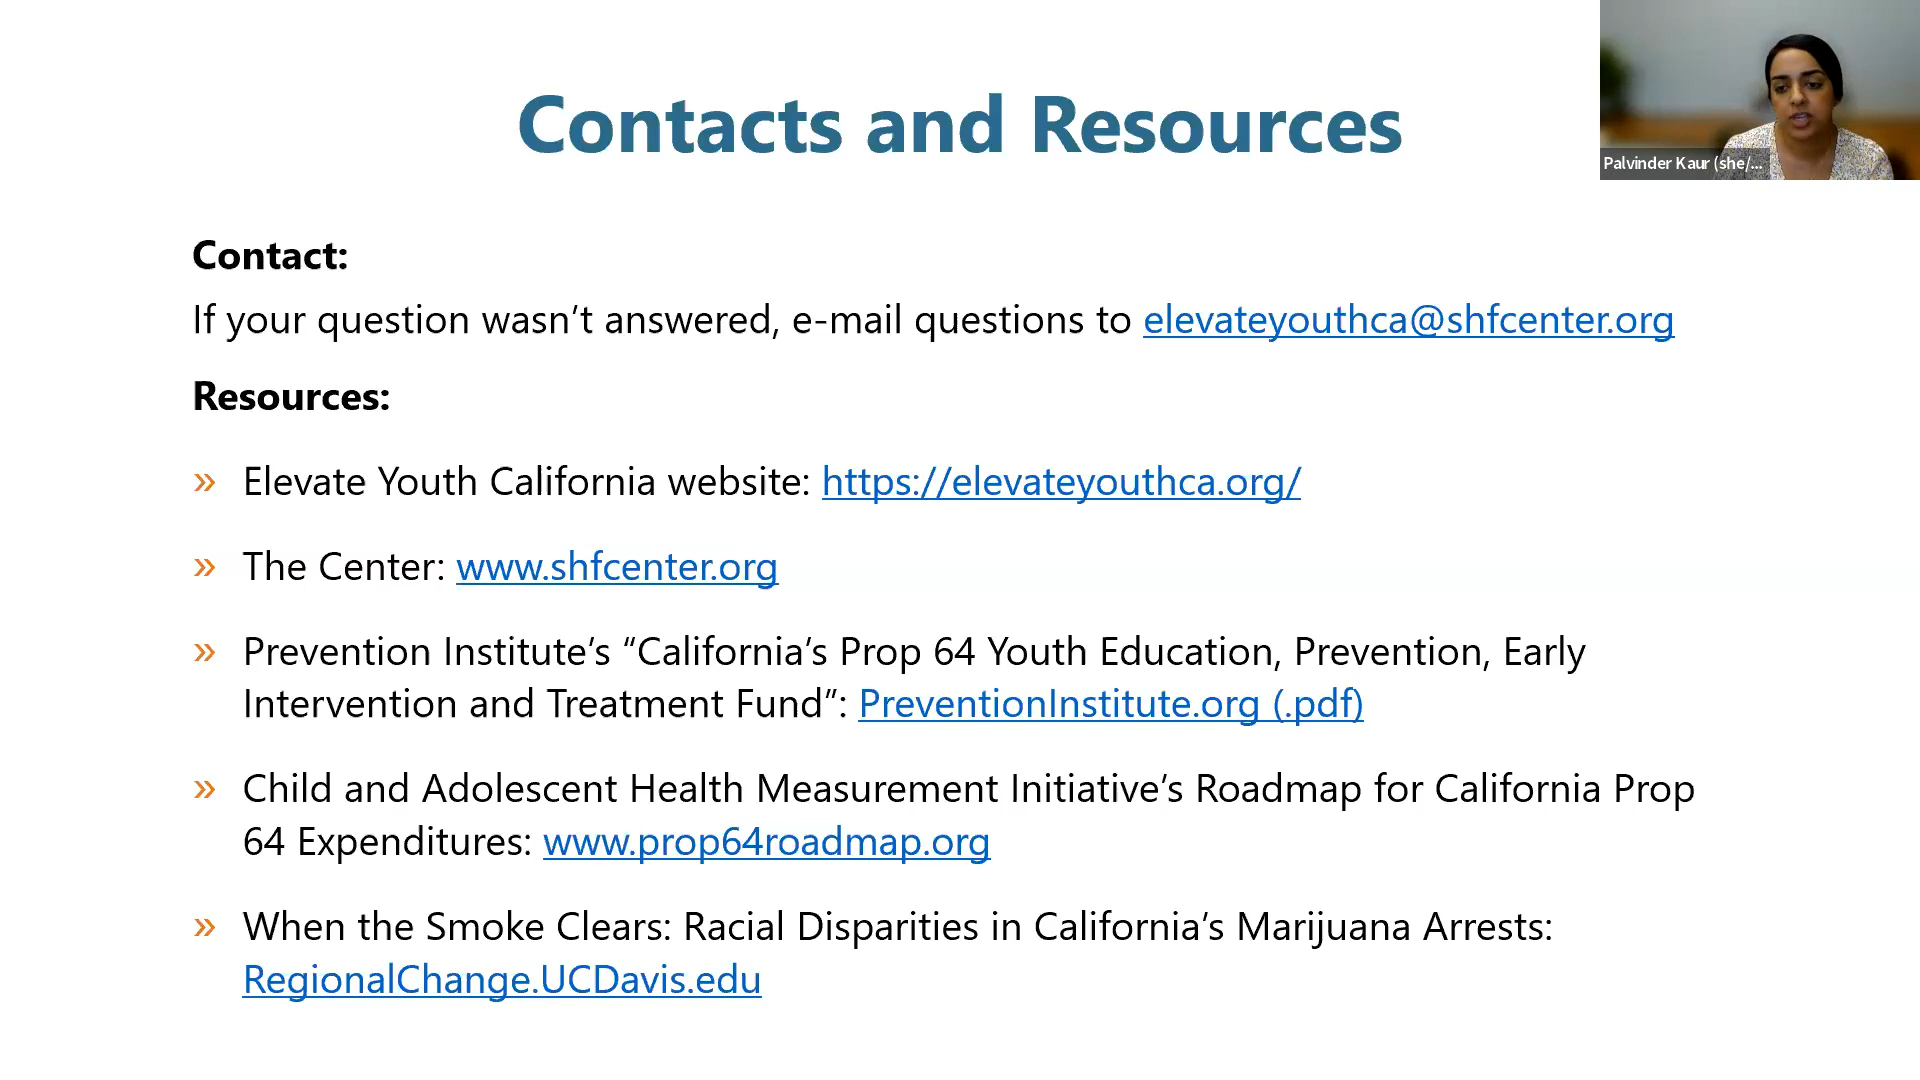 Contacts and Resources
Palvinder Kaur (she/...
Contact:
If your question wasn’t answered, e-mail questions to elevateyouthca@shfcenter.org
Resources:
» Elevate Youth California website: https://elevateyouthca.org/
» The Center: www.shfcenter.org
» Prevention Institute’s “California’s Prop 64 Youth Education, Prevention, Early
Intervention and Treatment Fund”: PreventionInstitute.org (.pdf)
» Child and Adolescent Health Measurement Initiative’s Roadmap for California Prop
64 Expenditures: www.prop64roadmap.org
» When the Smoke Clears: Racial Disparities in California’s Marijuana Arrests:
RegionalChange.UCDavis.edu